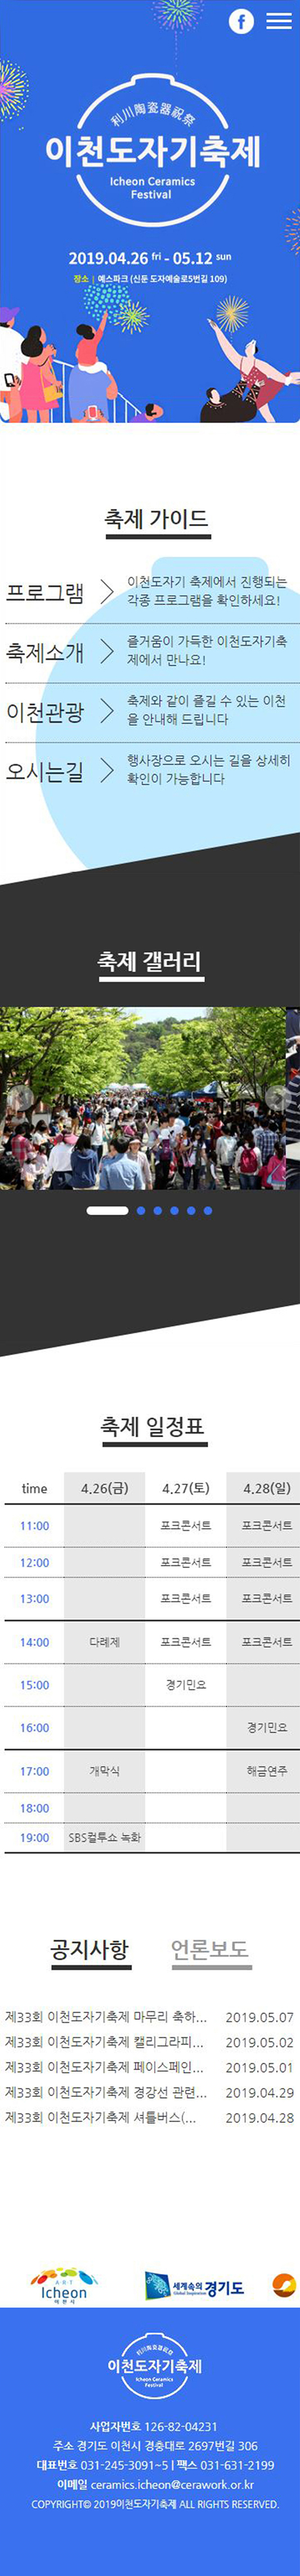 f
利川陶瓷器祝祭
이천도자기축제
Icheon Ceramics
Festival
2019.04.26 fri - 05.12 sun
장소 | 예스파크 (신둔 도자예술로5번길 109)
축제 가이드
프로그램
이천도자기 축제에서 진행되는
각종 프로그램을 확인하세요!
축제소개
즐거움이 가득한 이천도자기축
제에서 만나요!
이천관광
축제와 같이 즐길 수 있는 이천
을 안내해 드립니다
오시는길
행사장으로 오시는 길을 상세히
확인이 가능합니다
축제 갤러리
축제 일정표
time 4.26(금) 4.27(토) 4.28(일)
11:00 포크콘서트 포크콘서트
12:00 포크콘서트 포크콘서트
13:00 포크콘서트 포크콘서트
14:00 다례제 포크콘서트 포크콘서트
15:00 경기민요
16:00 경기민요
17:00 개막식 해금연주
18:00
19:00 SBS컬투쇼 녹화
공지사항 언론보도
제33회 이천도자기축제 마무리 축하... 2019.05.07
제33회 이천도자기축제 캘리그라피... 2019.05.02
제33회 이천도자기축제 페이스페인... 2019.05.01
제33회 이천도자기축제 경강선 관련... 2019.04.29
제33회 이천도자기축제 셔틀버스(... 2019.04.28
ART
Icheon
이천시
세계속의 경기도
Global Inspiration
利川陶瓷器祝祭
이천도자기축제
Icheon Ceramics
Festival
사업자번호 126-82-04231
주소 경기도 이천시 경충대로 2697번길 306
대표번호 031-245-3091~5 | 팩스 031-631-2199
이메일 ceramics.icheon@cerawork.or.kr
COPYRIGHT© 2019이천도자기축제 ALL RIGHTS RESERVED.